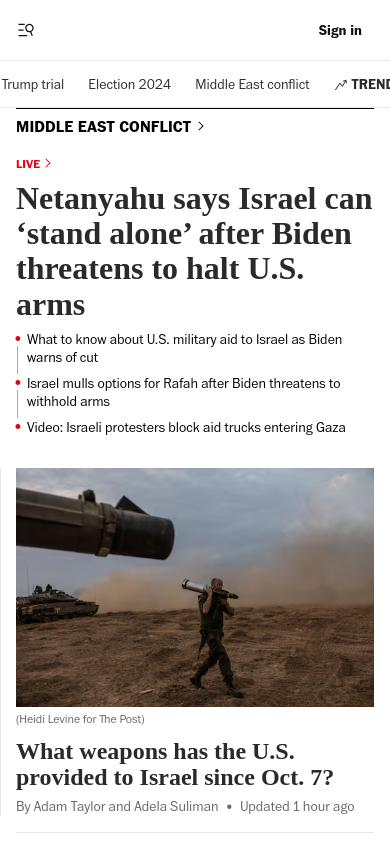 Sign in
Trump trial Election 2024 Middle East conflict TREND
MIDDLE EAST CONFLICT
LIVE
Netanyahu says Israel can
‘stand alone’ after Biden
threatens to halt U.S.
arms
What to know about U.S. military aid to Israel as Biden
warns of cut
Israel mulls options for Rafah after Biden threatens to
withhold arms
Video: Israeli protesters block aid trucks entering Gaza
(Heidi Levine for The Post)
What weapons has the U.S.
provided to Israel since Oct. 7?
By Adam Taylor and Adela Suliman • Updated 1 hour ago